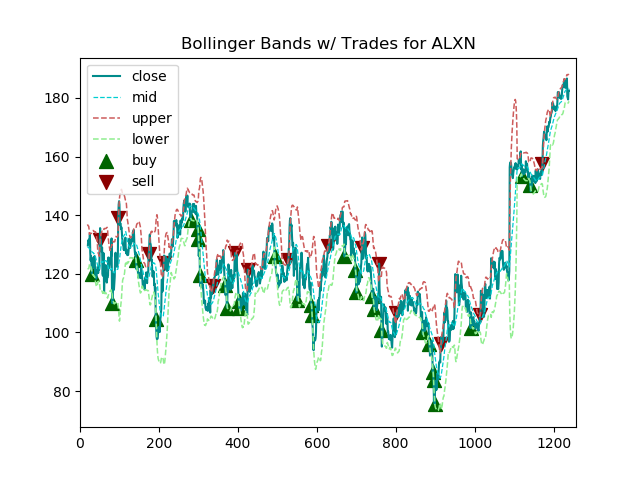 Bollinger Bands w/ Trades for ALXN
close
mid
upper
lower
buy
sell
180
160
140
120
100
80
0 200 400 600 800 1000 1200